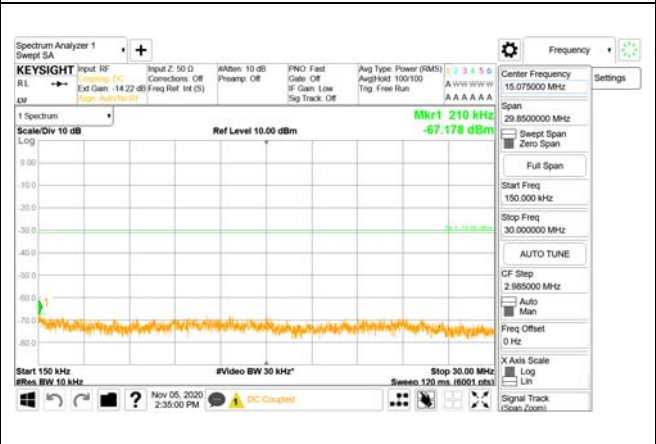 Spectrum Analyzer 1
Swept SA
Frequency
KEYSIGHT
Input: RF
Coupling: DC
Ext Gain: -14.22 dB
Align: Auto/No RF
Input Z: 50 Ω
Corrections: Off
Freq Ref: Int (S)
#Atten: 10 dB
Preamp: Off
PNO: Fast
Gate: Off
IF Gain: Low
Sig Track: Off
Avg Type: Power (RMS)
Avg|Hold: 100/100
Trig: Free Run
1 2 3 4 5 6
A W W W W W
A A A A A A
RL
1 Spectrum
Scale/Div 10 dB
Log
Ref Level 10.00 dBm
Mkr1 210 kHz
-67.178 dBm
0.00
-10.0
-20.0
-30.0
-40.0
-50.0
-60.0
-70.0
-80.0
1
Start 150 kHz
#Res BW 10 kHz
#Video BW 30 kHz*
Stop 30.00 MHz
Sweep 120 ms (6001 pts)
Nov 05, 2020
2:35:00 PM
DC Coupled
Center Frequency
15.075000 MHz
Settings
Span
29.8500000 MHz
Swept Span
Zero Span
Full Span
Start Freq
150.000 kHz
Stop Freq
30.000000 MHz
AUTO TUNE
CF Step
2.985000 MHz
Auto
Man
Freq Offset
0 Hz
X Axis Scale
Log
Lin
Signal Track
(Span Zoom)